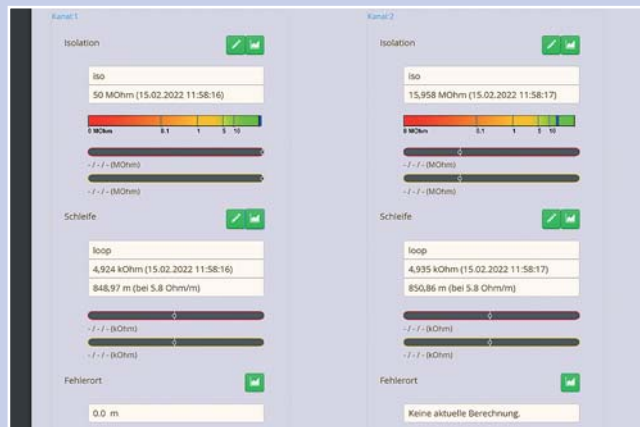 Kanal:1
Isolation
iso
50 MOhm (15.02.2022 11:58:16)
0 MOhm 0.1 1 5 10
- / - / - (MOhm)
- / - / - (MOhm)
Schleife
loop
4,924 kOhm (15.02.2022 11:58:16)
848,97 m (bei 5.8 Ohm/m)
- / - / - (kOhm)
- / - / - (kOhm)
Fehlerort
0.0 m
Kanal:2
Isolation
iso
15,958 MOhm (15.02.2022 11:58:17)
0 MOhm 0.1 1 5 10
- / - / - (MOhm)
- / - / - (MOhm)
Schleife
loop
4,935 kOhm (15.02.2022 11:58:17)
850,86 m (bei 5.8 Ohm/m)
- / - / - (kOhm)
- / - / - (kOhm)
Fehlerort
Keine aktuelle Berechnung.